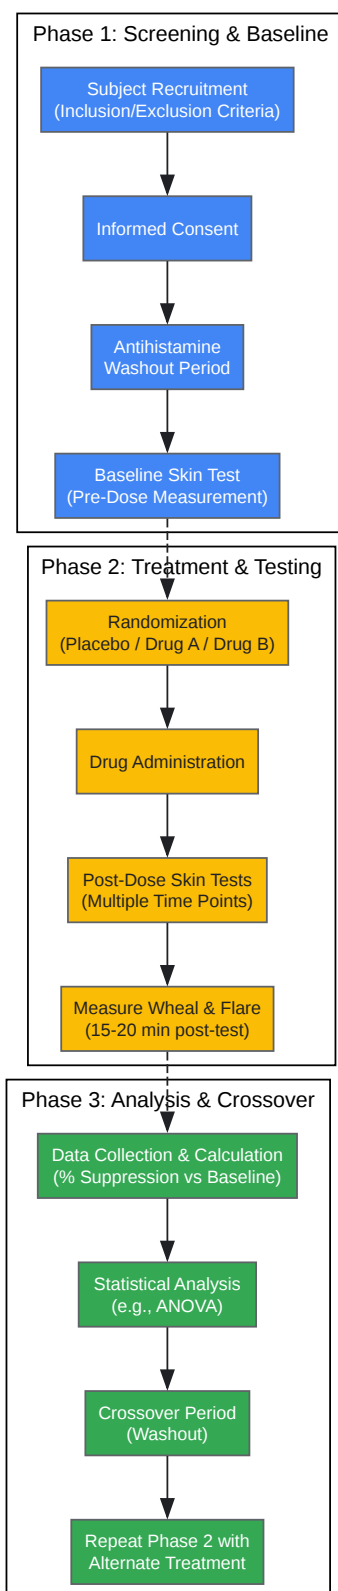 Phase 1: Screening & Baseline
Subject Recruitment
(Inclusion/Exclusion Criteria)
Informed Consent
Antihistamine
Washout Period
Baseline Skin Test
(Pre-Dose Measurement)
Phase 2: Treatment & Testing
Randomization
(Placebo / Drug A / Drug B)
Drug Administration
Post-Dose Skin Tests
(Multiple Time Points)
Measure Wheal & Flare
(15-20 min post-test)
Phase 3: Analysis & Crossover
Data Collection & Calculation
(% Suppression vs Baseline)
Statistical Analysis
(e.g., ANOVA)
Crossover Period
(Washout)
Repeat Phase 2 with
Alternate Treatment